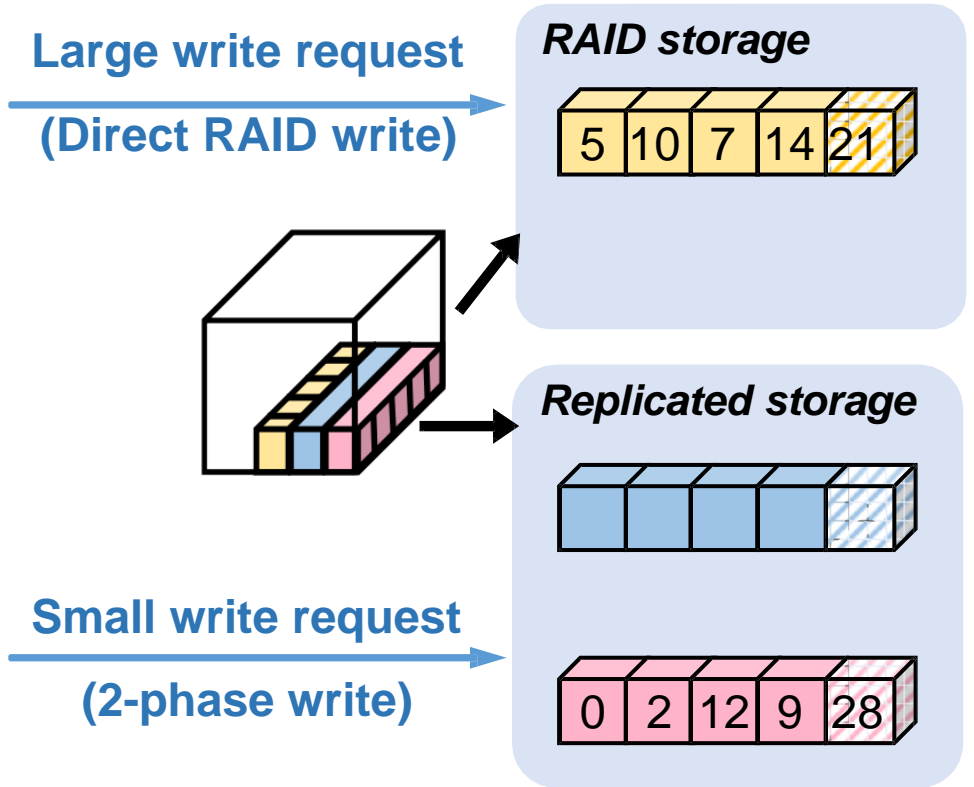 Large write request
(Direct RAID write)
RAID storage
5 10 7 14 21
Replicated storage
Small write request
(2-phase write)
0 2 12 9 28